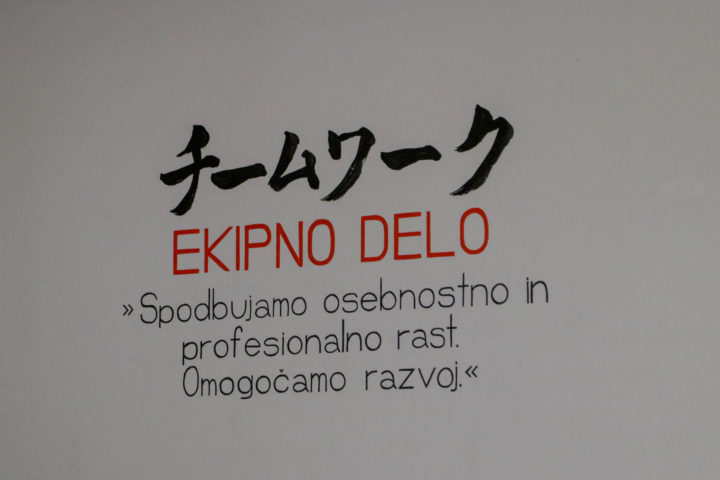 チームワーク
EKIPNO DELO
»Spodbujamo osebnostno in
profesionalno rast.
Omogočamo razvoj.«